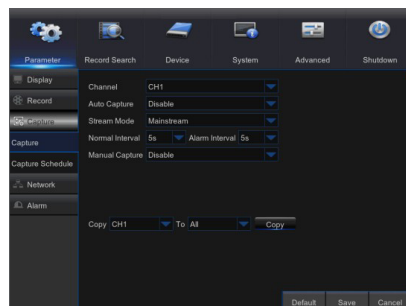 Parameter Record Search Device System Advanced Shutdown
Display
Record
Capture
Capture
Capture Schedule
Network
Alarm
Channel CH1
Auto Capture Disable
Stream Mode Mainstream
Normal Interval 5s Alarm Interval 5s
Manual Capture Disable
Copy CH1 To All Copy
Default Save Cancel